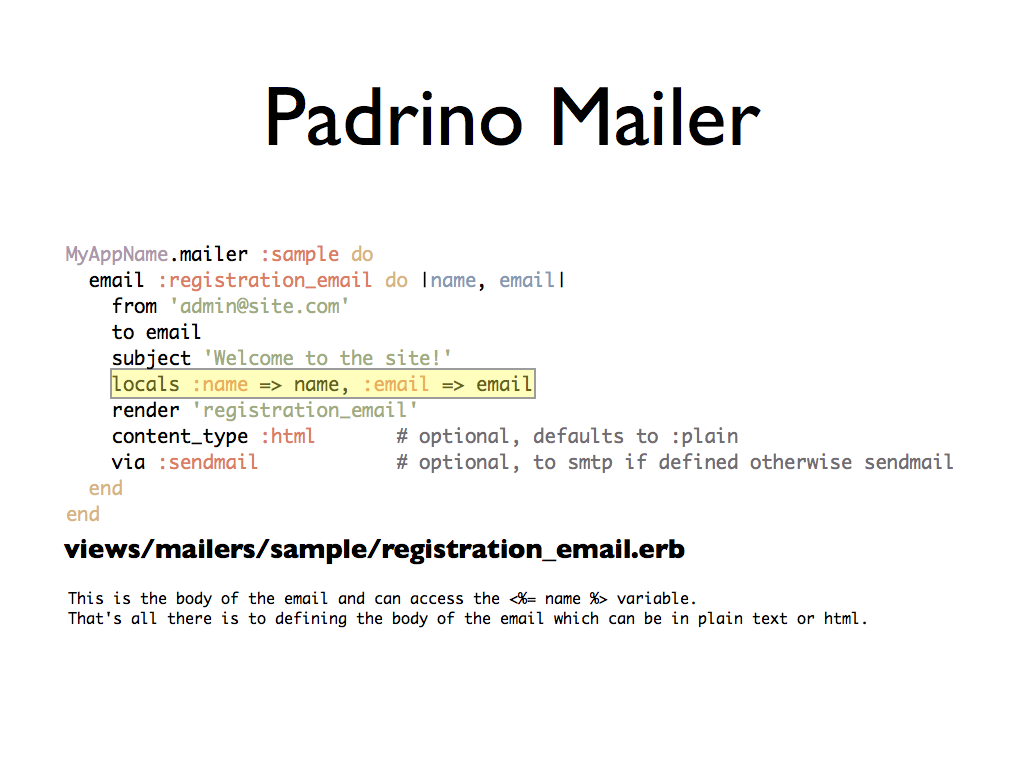 Padrino Mailer
MyAppName.mailer :sample do
  email :registration_email do |name, email|
    from 'admin@site.com'
    to email
    subject 'Welcome to the site!'
    locals :name => name, :email => email
    render 'registration_email'
    content_type :html       # optional, defaults to :plain
    via :sendmail            # optional, to smtp if defined otherwise sendmail
  end
end
views/mailers/sample/registration_email.erb
This is the body of the email and can access the <%= name %> variable.
That's all there is to defining the body of the email which can be in plain text or html.